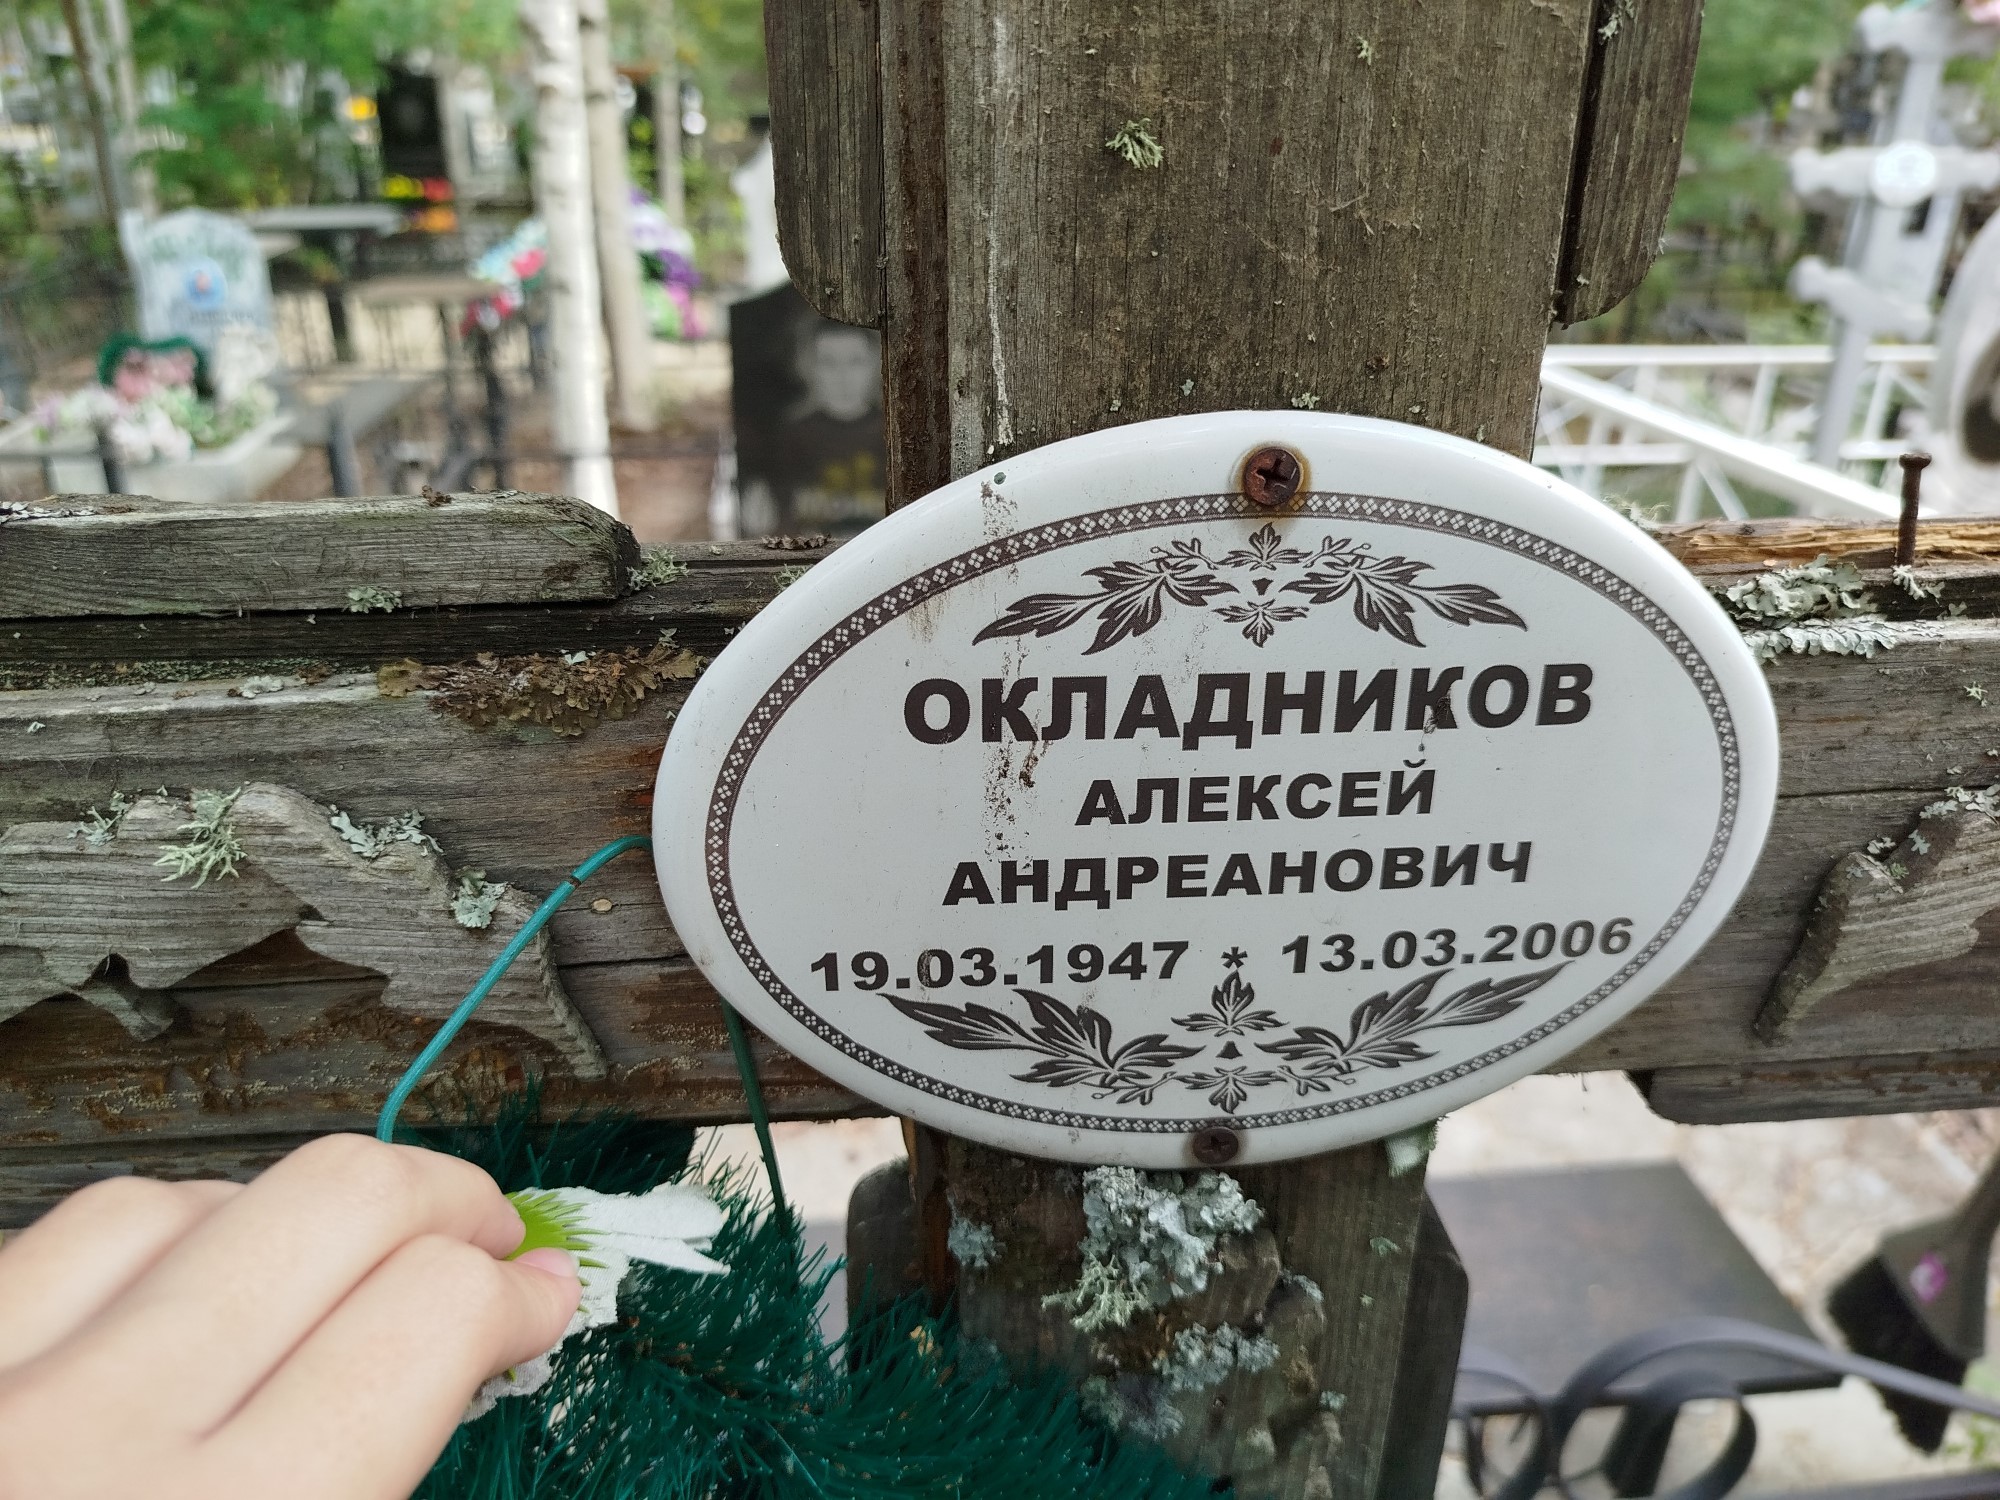 ОКЛАДНИКОВ
АЛЕКСЕЙ
АНДРЕАНОВИЧ
19.03.1947 * 13.03.2006